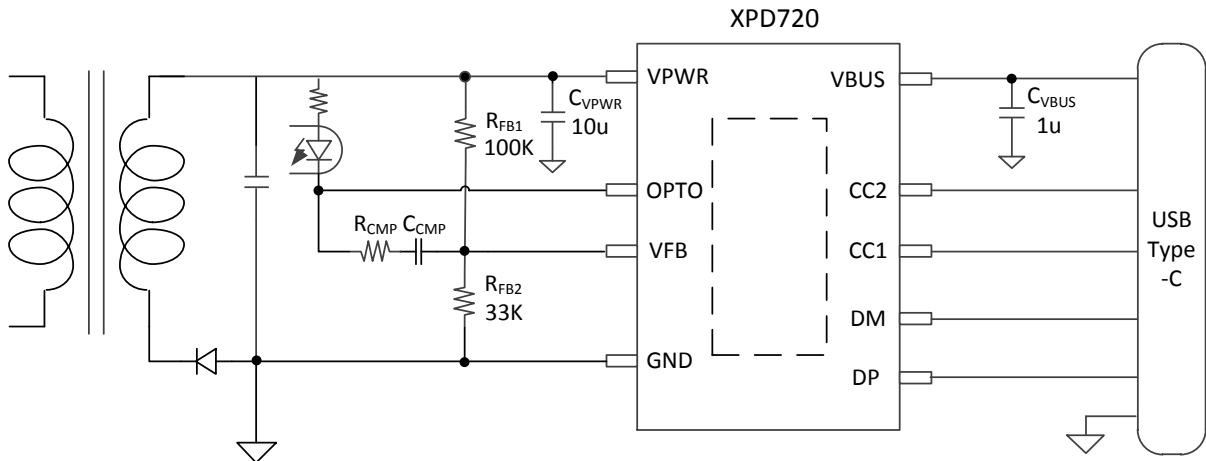 XPD720
VPWR
VBUS
C_VPWR
10u
C_VBUS
1u
R_FB1
100K
OPTO
CC2
R_CMP
C_CMP
VFB
CC1
USB
Type
-C
R_FB2
33K
DM
GND
DP